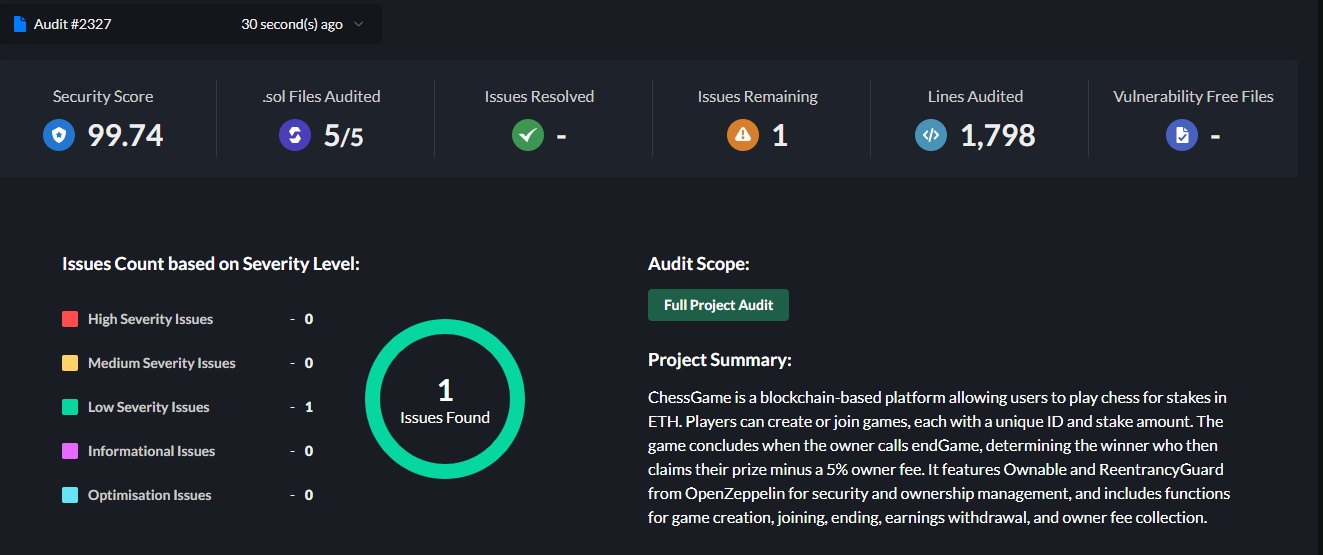 Audit #2327 30 second(s) ago
Security Score .sol Files Audited Issues Resolved Issues Remaining Lines Audited Vulnerability Free Files
99.74 5/5 - 1 1,798 -
Issues Count based on Severity Level:
High Severity Issues - 0
Medium Severity Issues - 0
Low Severity Issues - 1
Informational Issues - 0
Optimisation Issues - 0
1
Issues Found
Audit Scope:
Full Project Audit
Project Summary:
ChessGame is a blockchain-based platform allowing users to play chess for stakes in
ETH. Players can create or join games, each with a unique ID and stake amount. The
game concludes when the owner calls endGame, determining the winner who then
claims their prize minus a 5% owner fee. It features Ownable and ReentrancyGuard
from OpenZeppelin for security and ownership management, and includes functions
for game creation, joining, ending, earnings withdrawal, and owner fee collection.